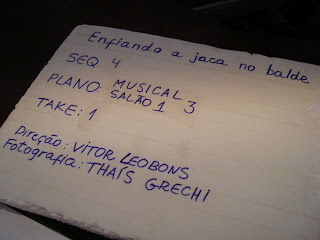 Enfiando a jaca no balde
SEQ. 4
PLANO: MUSICAL
SALÃO 1 3
TAKE: 1
Direção: VITOR LEOBONS
Fotografia: THAÍS GRECHI